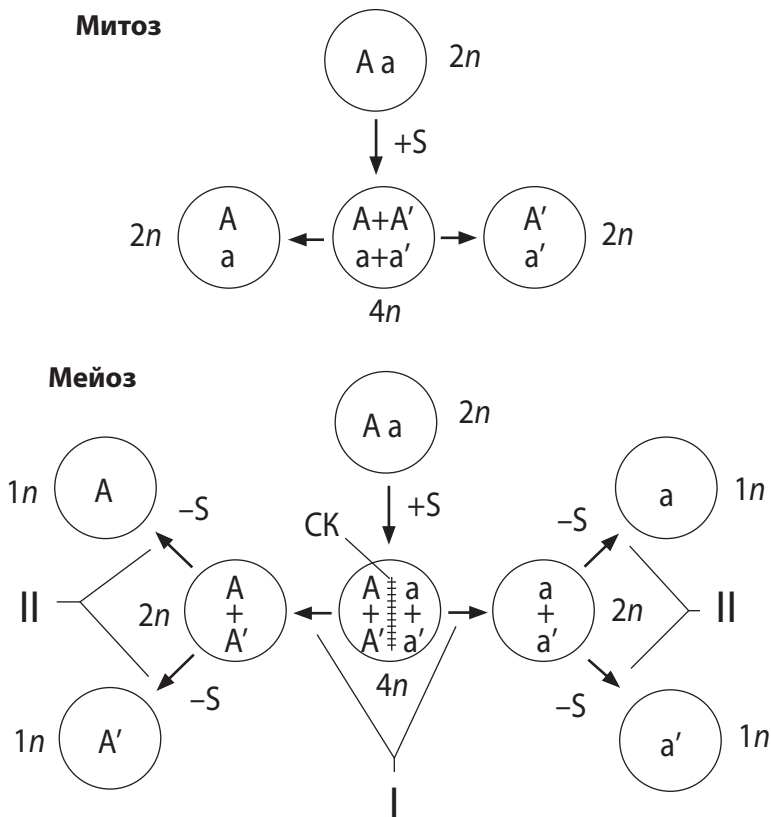 Митоз
A a 2n
+S
2n A a
A+A' a+a'
4n
A' a' 2n
Мейоз
A a 2n
+S
СК
1n A
–S
a 1n
–S
II
2n A + A'
A + A' a + a'
4n
a + a' 2n
II
–S
1n A'
–S
a' 1n
I